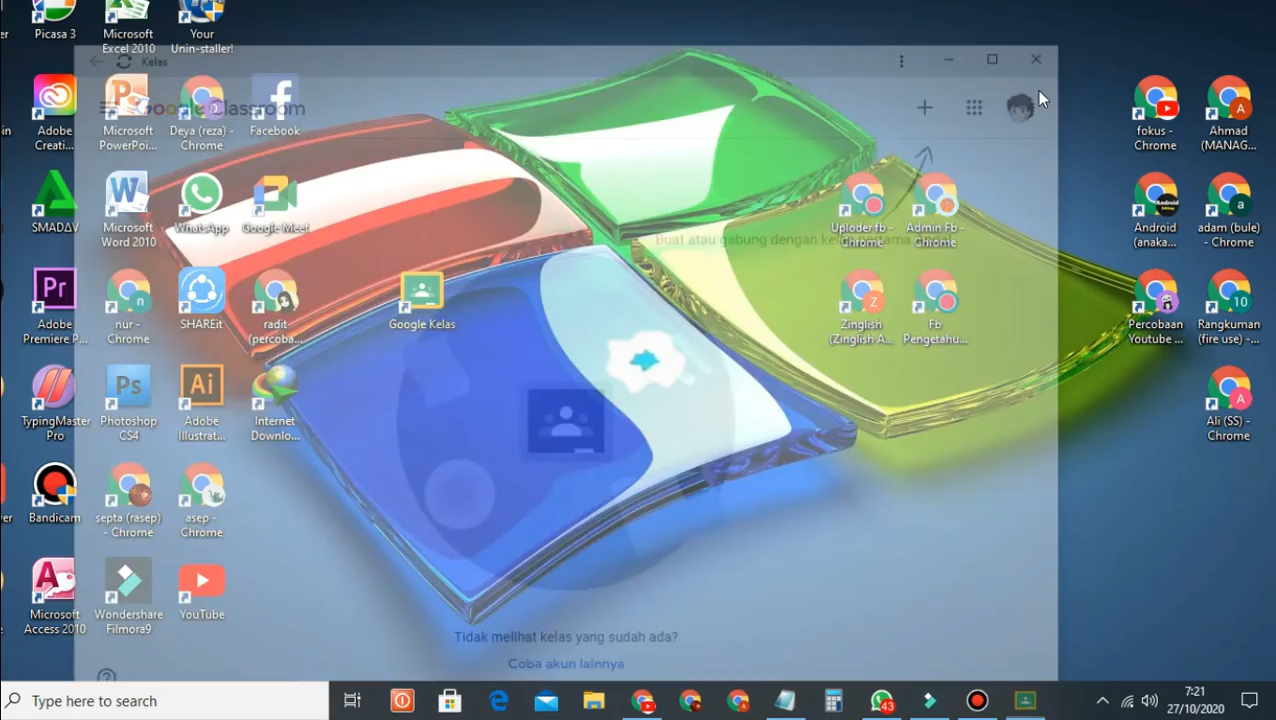 Picasa 3
Microsoft
Excel 2010
Your
Unin-staller!
Kelas
Google Classroom
Adobe
Creati...
Microsoft
PowerPoi...
Deya (reza) -
Chrome
Facebook
fokus -
Chrome
Ahmad
(MANAG...
SMADΔV
Microsoft
Word 2010
WhatsApp
Google Meet
Buat atau gabung dengan
Uploder fb -
Chrome
Admin Fb -
Chrome
Android
(anaka...
adam (bule)
- Chrome
Adobe
Premiere P...
nur -
Chrome
SHAREit
radit
(percoba...
Google Kelas
Zinglish
(Zinglish A...
Fb
Pengetahu...
Percobaan
Youtube ...
Rangkuman
(fire use) -...
TypingMaster
Pro
Photoshop
CS4
Adobe
Illustrat...
Internet
Downlo...
Ali (SS) -
Chrome
Bandicam
septa (rasep)
- Chrome
asep -
Chrome
Microsoft
Access 2010
Wondershare
Filmora9
YouTube
Tidak melihat kelas yang sudah ada?
Coba akun lainnya
Type here to search
43
7:21
27/10/2020